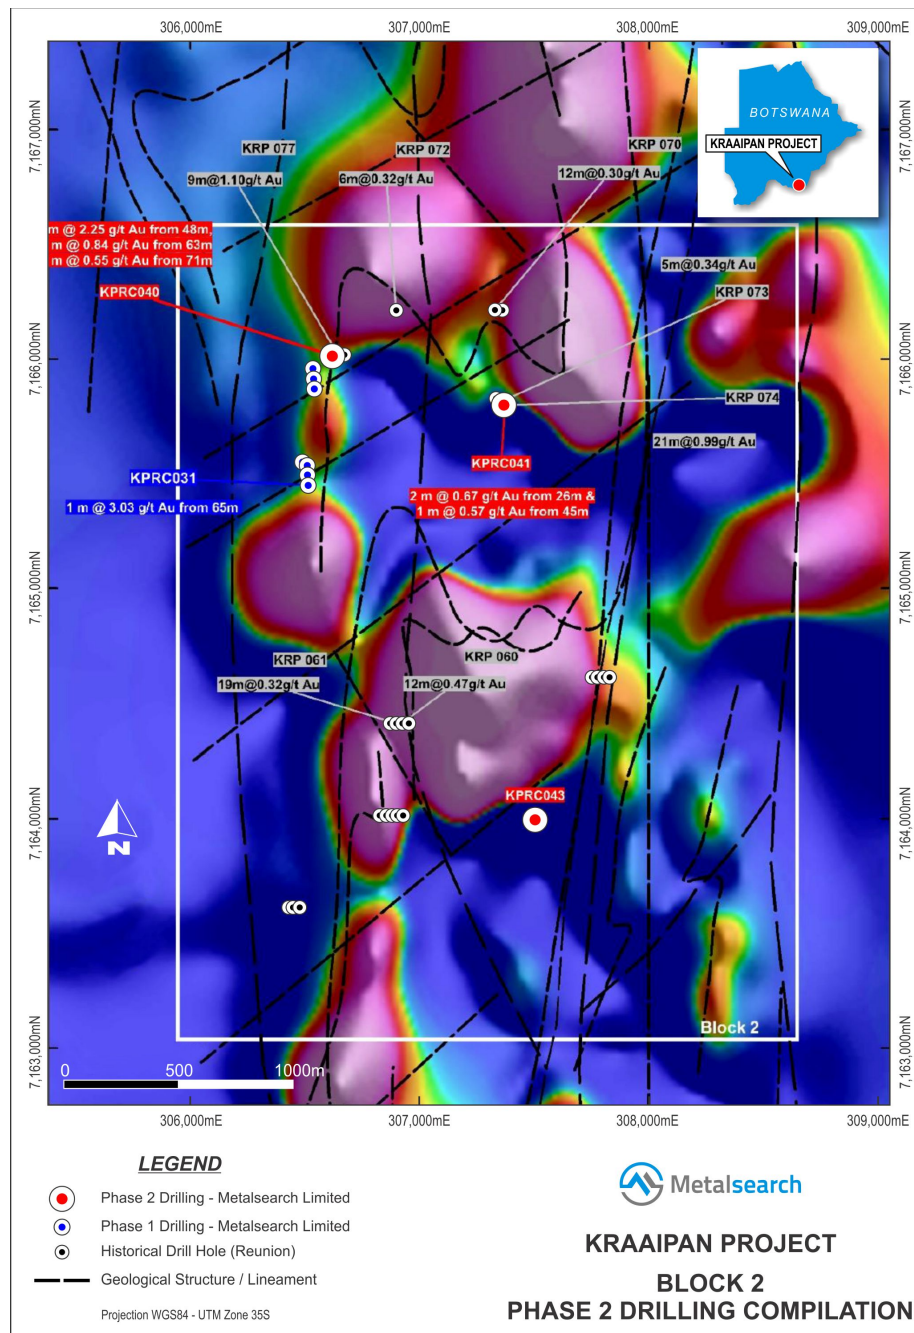 306,000mE
307,000mE
308,000mE
309,000mE
7,167,000mN
7,167,000mN
BOTSWANA
KRAAIPAN PROJECT
KRP 077
KRP 072
KRP 070
9m@1.10g/t Au
6m@0.32g/t Au
12m@0.30g/t Au
m @ 2.25 g/t Au from 48m,
m @ 0.84 g/t Au from 63m
m @ 0.55 g/t Au from 71m
5m@0.34g/t Au
KPRC040
KRP 073
7,166,000mN
7,166,000mN
KRP 074
21m@0.99g/t Au
KPRC041
KPRC031
2 m @ 0.67 g/t Au from 26m &
1 m @ 0.57 g/t Au from 45m
1 m @ 3.03 g/t Au from 65m
7,165,000mN
7,165,000mN
KRP 061
KRP 060
19m@0.32g/t Au
12m@0.47g/t Au
KPRC043
7,164,000mN
7,164,000mN
N
Block 2
7,163,000mN
7,163,000mN
0
500
1000m
306,000mE
307,000mE
308,000mE
309,000mE
LEGEND
Phase 2 Drilling - Metalsearch Limited
Phase 1 Drilling - Metalsearch Limited
Historical Drill Hole (Reunion)
Geological Structure / Lineament
Projection WGS84 - UTM Zone 35S
Metalsearch
KRAAIPAN PROJECT
BLOCK 2
PHASE 2 DRILLING COMPILATION